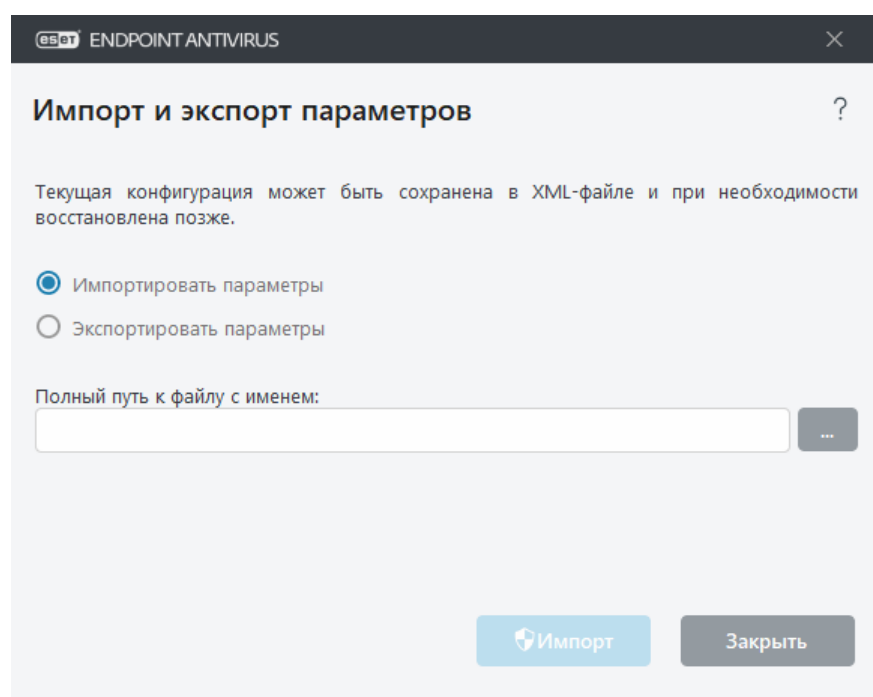 eset ENDPOINT ANTIVIRUS
Импорт и экспорт параметров
?
Текущая конфигурация может быть сохранена в XML-файле и при необходимости
восстановлена позже.
Импортировать параметры
Экспортировать параметры
Полный путь к файлу с именем:
...
Импорт
Закрыть